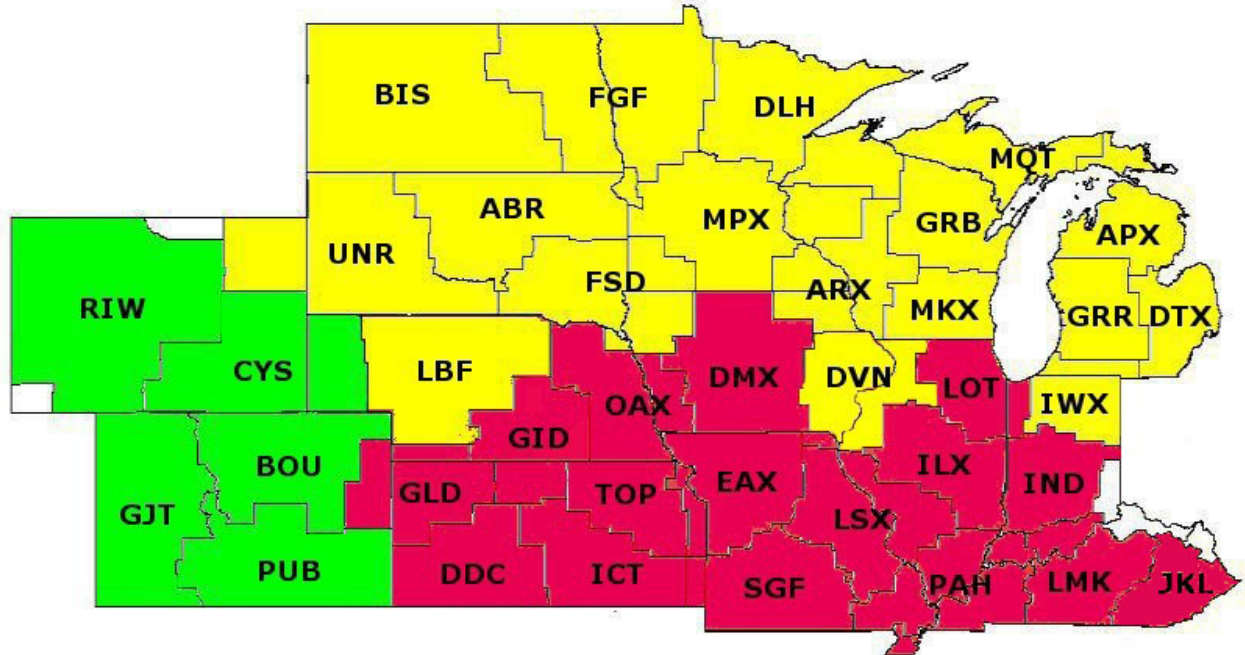 BIS
FGF
DLH
MQT
ABR
MPX
GRB
APX
UNR
FSD
ARX
MKX
GRR
DTX
RIW
CYS
LBF
DMX
DVN
LOT
IWX
OAX
GID
BOU
GLD
TOP
EAX
ILX
IND
GJT
LSX
PUB
DDC
ICT
SGF
PAH
LMK
JKL